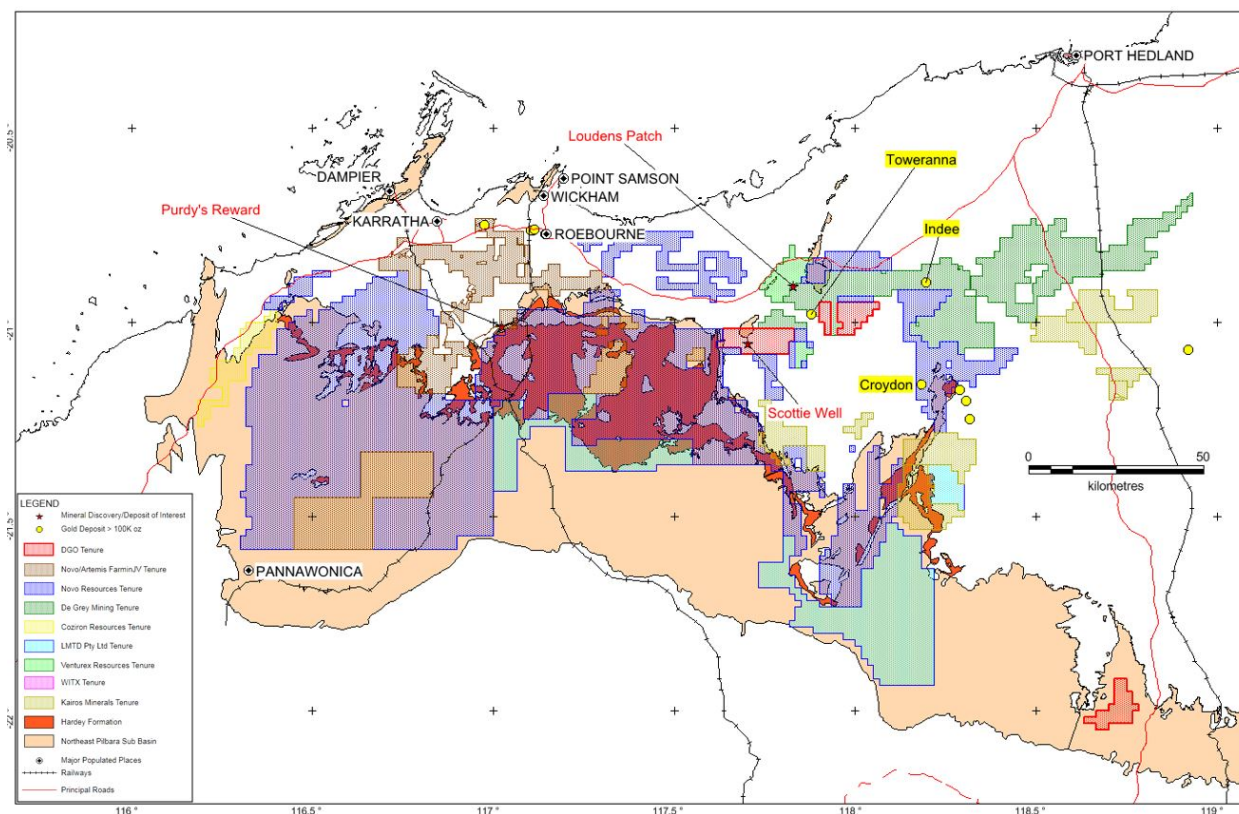 PORT HEDLAND
-20.5°
Loudens Patch
Toweranna
DAMPIER
POINT SAMSON
WICKHAM
Purdy's Reward
KARRATHA
ROEBOURNE
Indee
-21°
Croydon
Scottie Well
0
50
kilometres
LEGEND
Mineral Discovery/Deposit of Interest
Gold Deposit > 100K oz
DGO Tenure
Novo/Artemis FarminJV Tenure
Novo Resources Tenure
De Grey Mining Tenure
Coziron Resources Tenure
LMTD Pty Ltd Tenure
Venturex Resources Tenure
WITX Tenure
Kairos Minerals Tenure
Hardey Formation
Northeast Pilbara Sub Basin
Major Populated Places
Railways
Principal Roads
-21.5°
PANNAWONICA
-22°
116 °
116.5 °
117 °
117.5 °
118 °
118.5 °
119 °